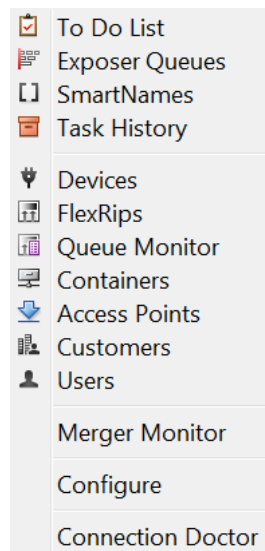 To Do List
Exposer Queues
SmartNames
Task History
Devices
FlexRips
Queue Monitor
Containers
Access Points
Customers
Users
Merger Monitor
Configure
Connection Doctor